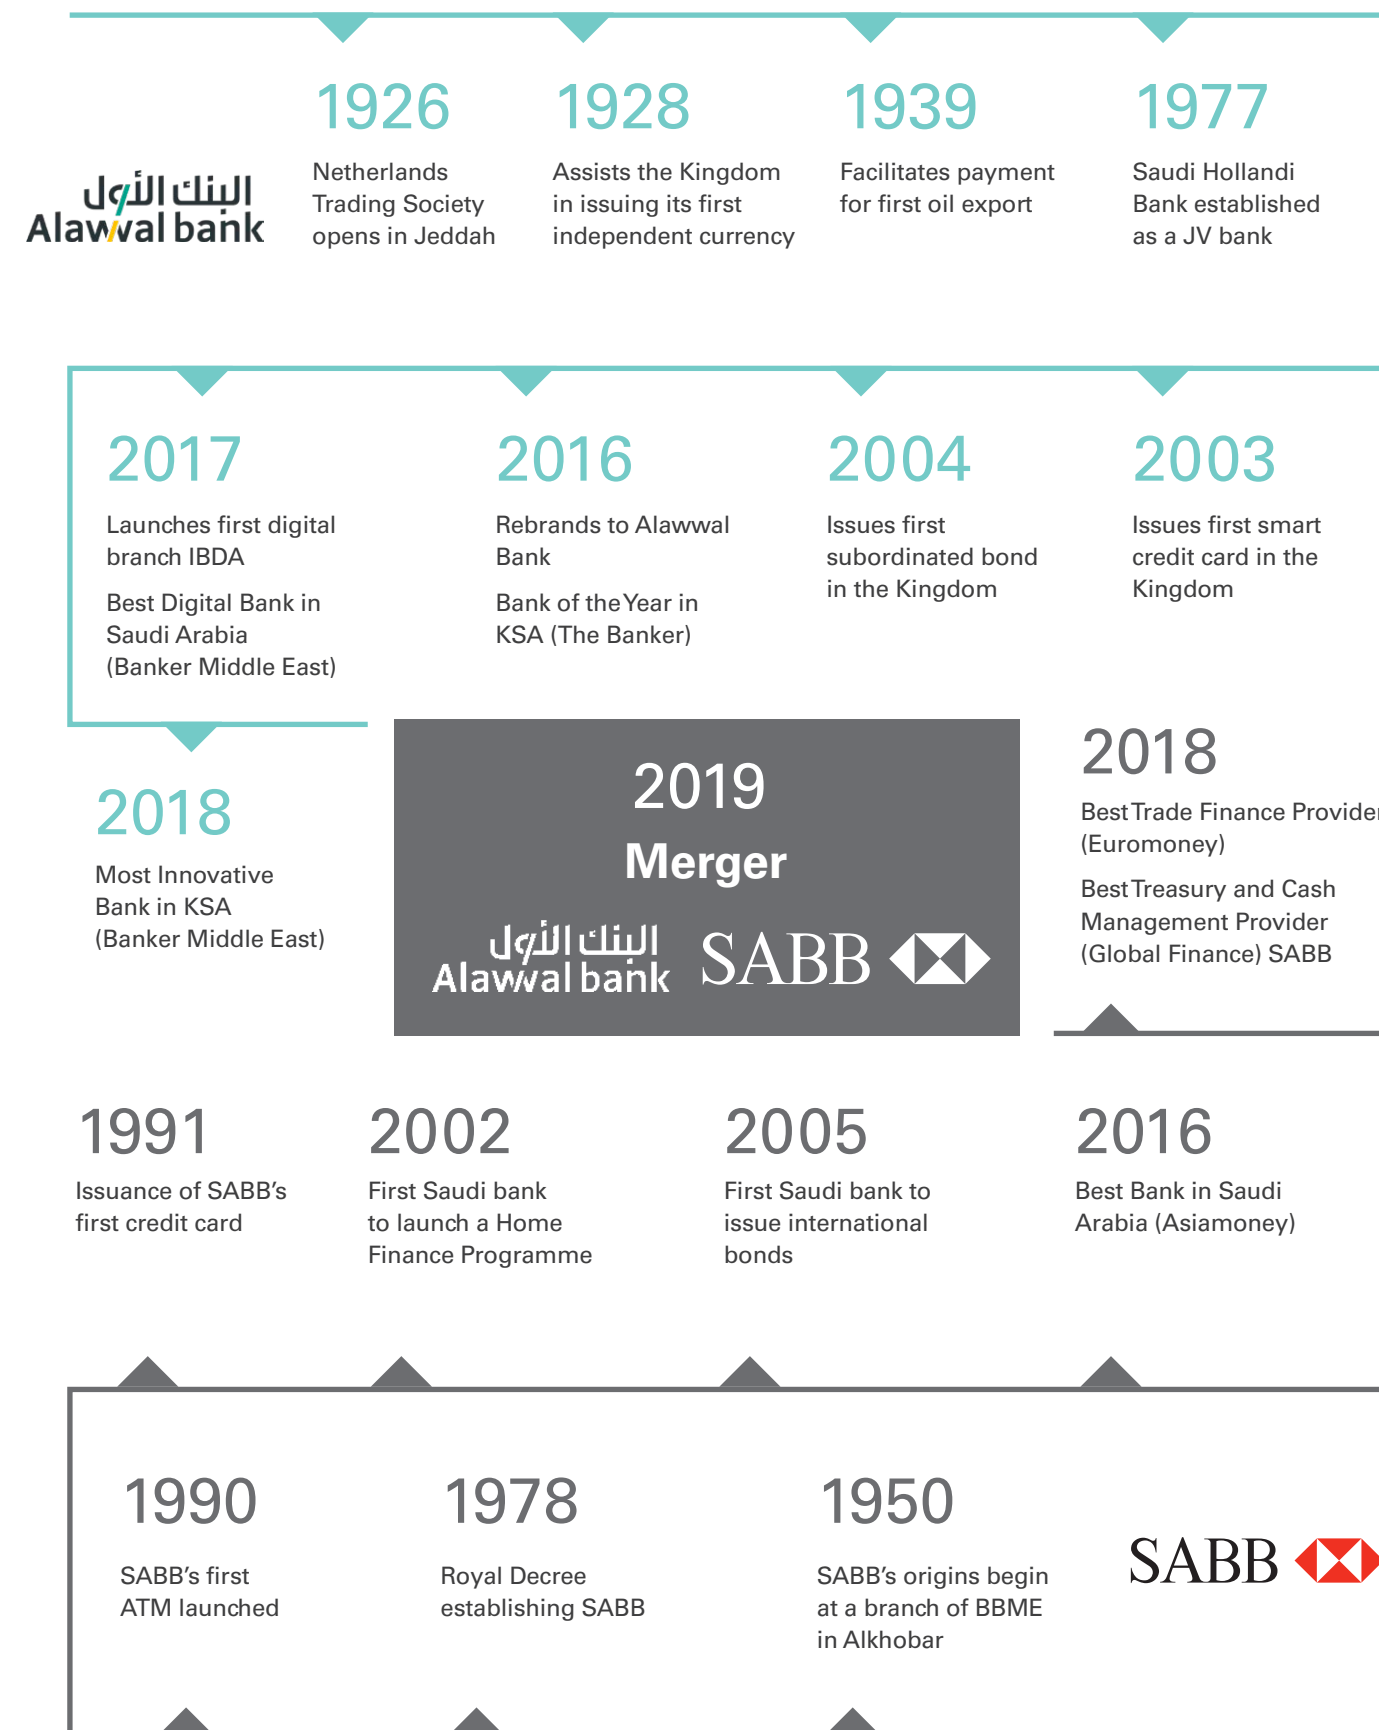 البنك الأول
Alawwal bank
1926
Netherlands
Trading Society
opens in Jeddah
1928
Assists the Kingdom
in issuing its first
independent currency
1939
Facilitates payment
for first oil export
1977
Saudi Hollandi
Bank established
as a JV bank
2017
Launches first digital
branch IBDA
Best Digital Bank in
Saudi Arabia
(Banker Middle East)
2016
Rebrands to Alawwal
Bank
Bank of the Year in
KSA (The Banker)
2004
Issues first
subordinated bond
in the Kingdom
2003
Issues first smart
credit card in the
Kingdom
2018
Most Innovative
Bank in KSA
(Banker Middle East)
2019
Merger
البنك الأول
Alawwal bank
SABB
2018
Best Trade Finance Provider
(Euromoney)
Best Treasury and Cash
Management Provider
(Global Finance) SABB
1991
Issuance of SABB's
first credit card
2002
First Saudi bank
to launch a Home
Finance Programme
2005
First Saudi bank to
issue international
bonds
2016
Best Bank in Saudi
Arabia (Asiamoney)
1990
SABB's first
ATM launched
1978
Royal Decree
establishing SABB
1950
SABB's origins begin
at a branch of BBME
in Alkhobar
SABB